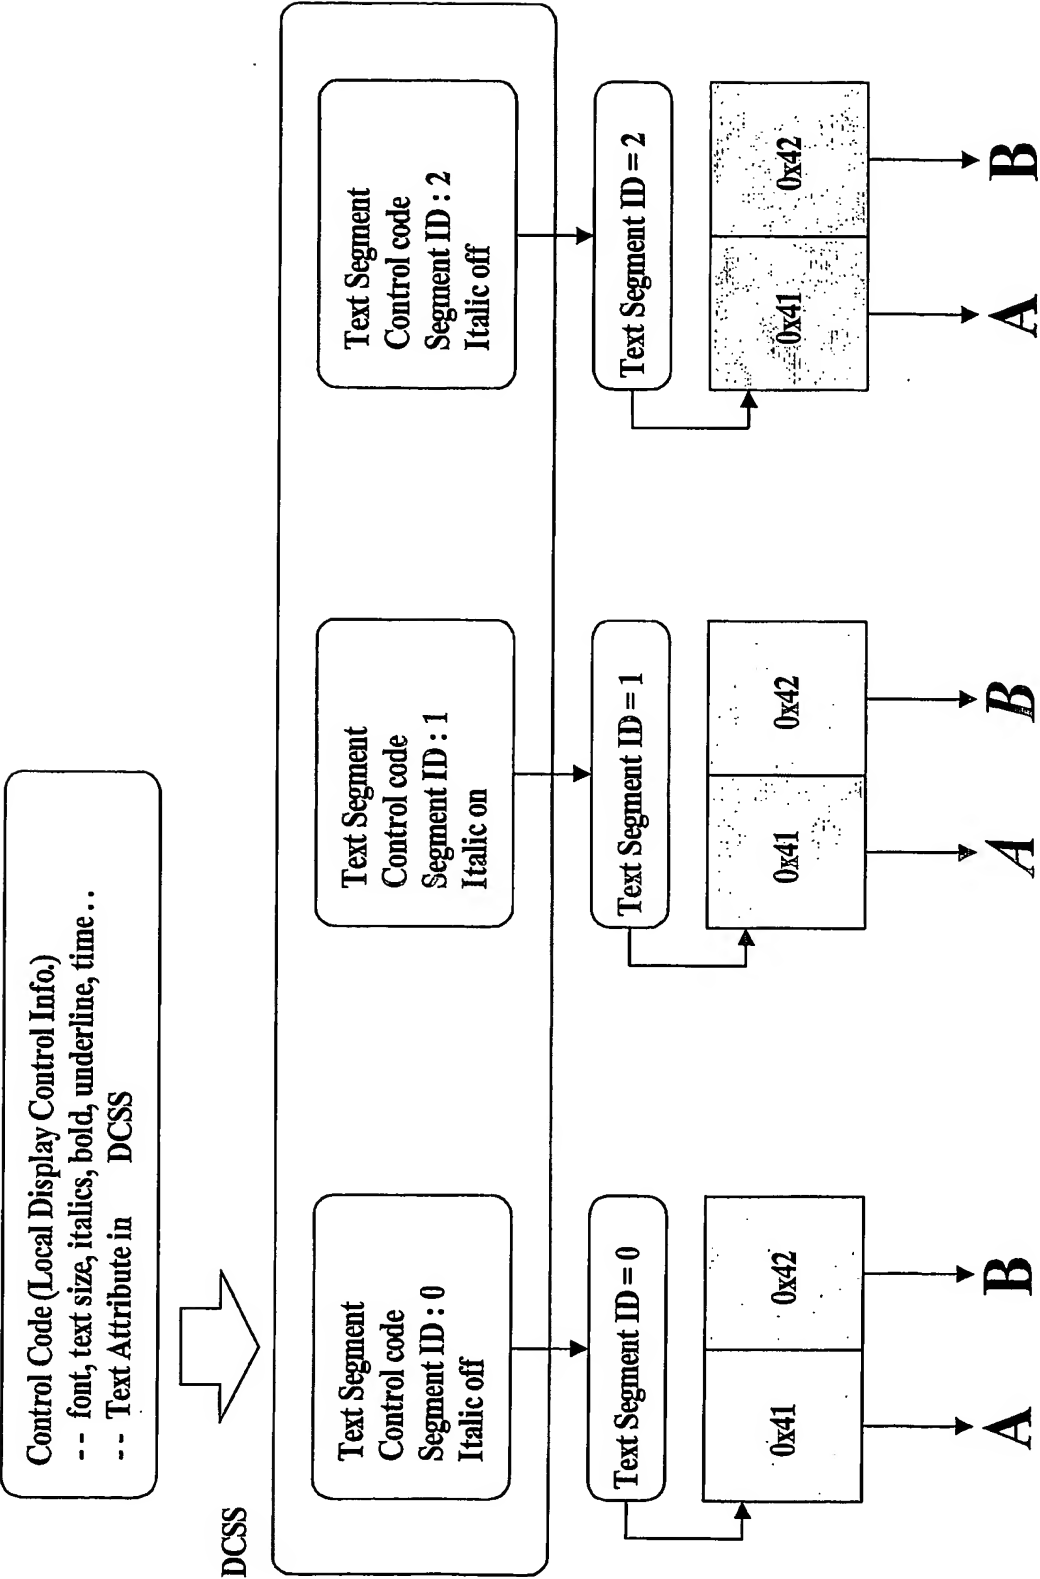 Control Code (Local Display Control Info.)
-- font, text size, italics, bold, underline, time . .
-- Text Attribute in DCSS
DCSS
Text Segment
Control code
Segment ID : 0
Italic off
Text Segment
Control code
Segment ID : 1
Italic on
Text Segment
Control code
Segment ID : 2
Italic off
Text Segment ID = 0
Text Segment ID = 1
Text Segment ID = 2
0x41 0x42
0x41 0x42
0x41 0x42
A B
A B
A B